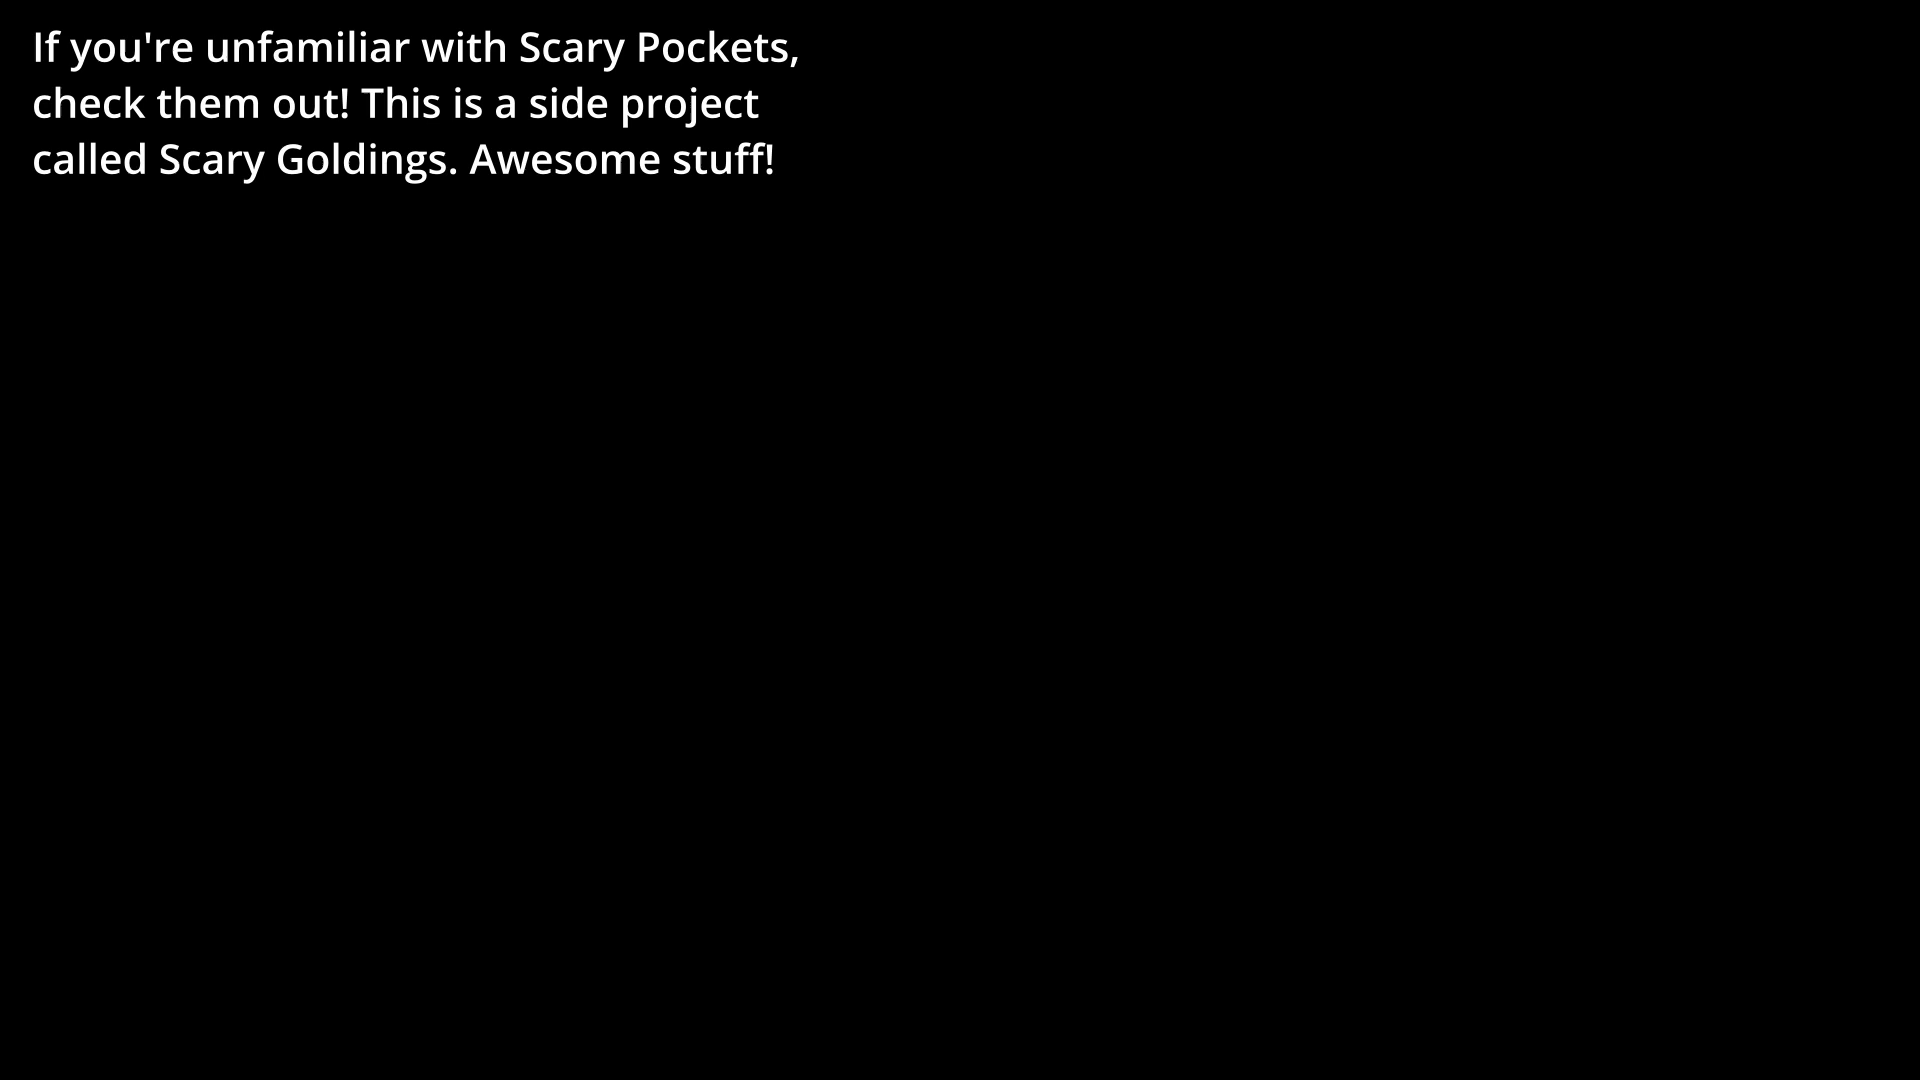 If you're unfamiliar with Scary Pockets,
check them out! This is a side project
called Scary Goldings. Awesome stuff!